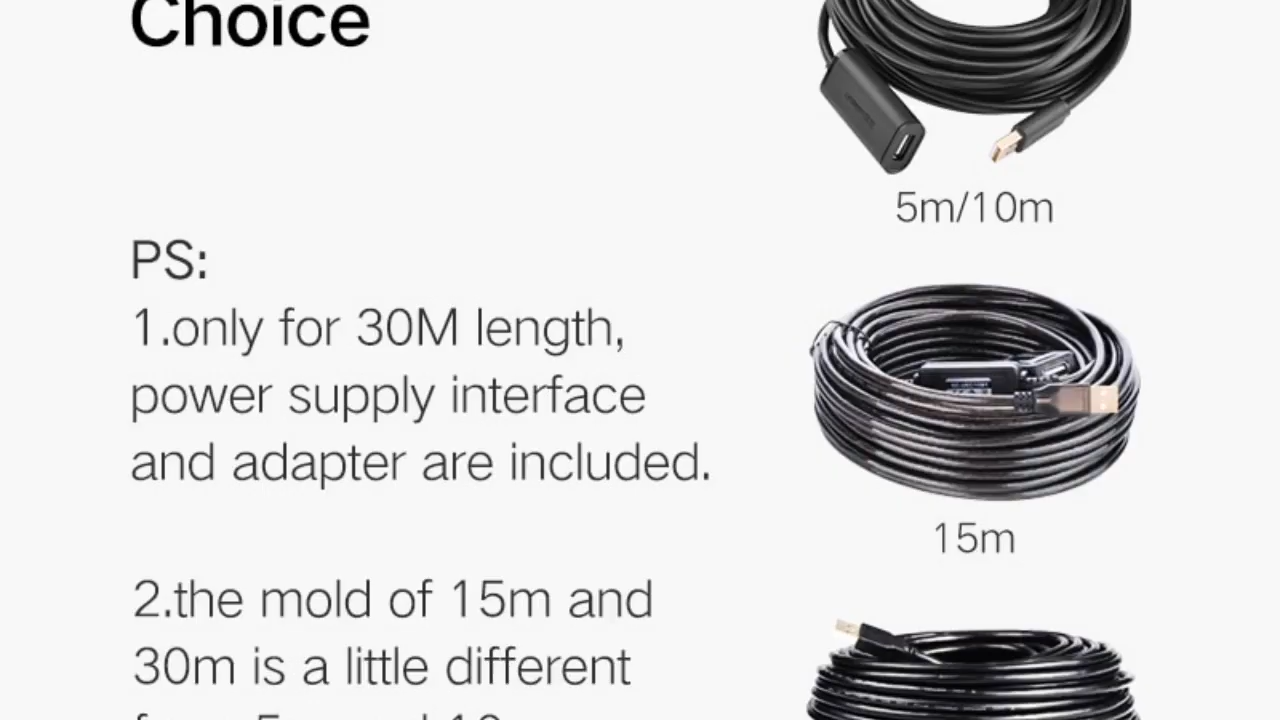 Choice
5m/10m
PS:
1.only for 30M length,
power supply interface
and adapter are included.
15m
2.the mold of 15m and
30m is a little different